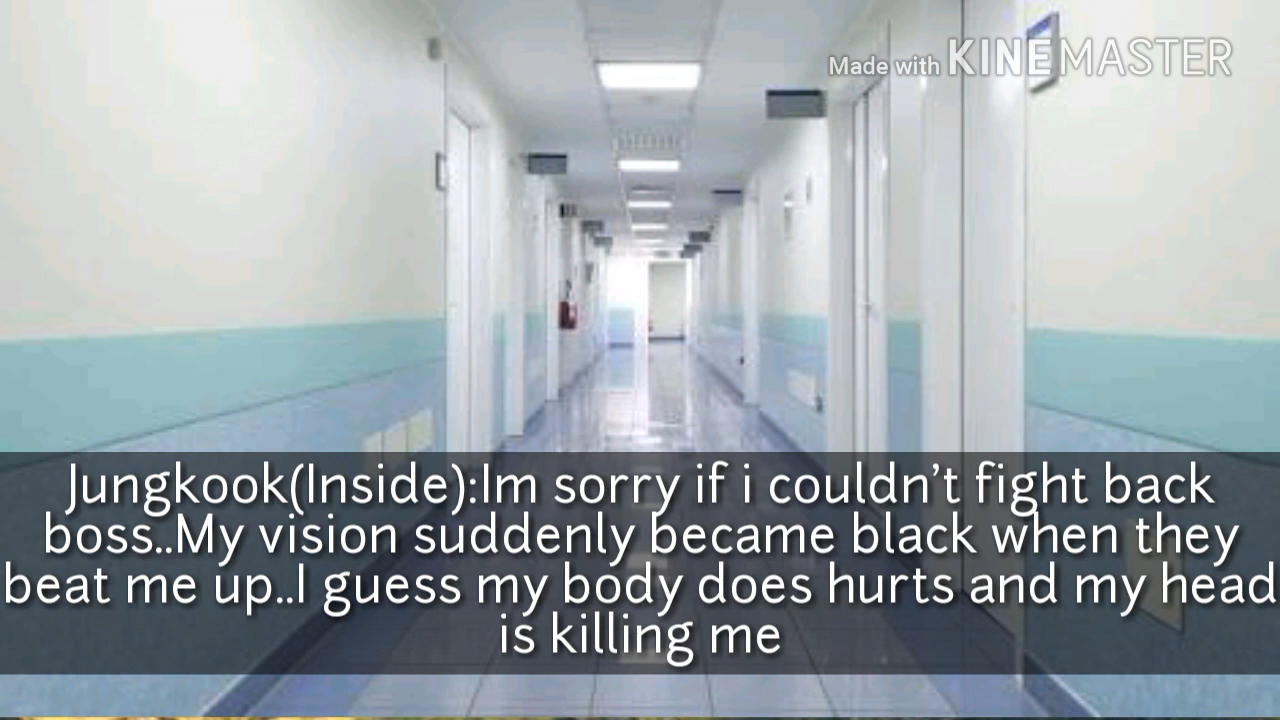 Made with KINEMASTER
Jungkook(Inside):Im sorry if i couldn't fight back
boss..My vision suddenly became black when they
beat me up..I guess my body does hurts and my head
is killing me